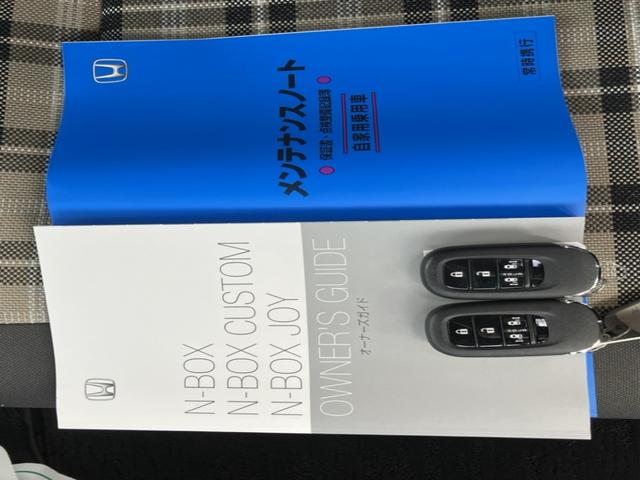 常時携行
メンテナンスノート
保証書・点検整備記録簿
自家用乗用車
N-BOX
N-BOX CUSTOM
N-BOX JOY
OWNER'S GUIDE
オーナーズガイド